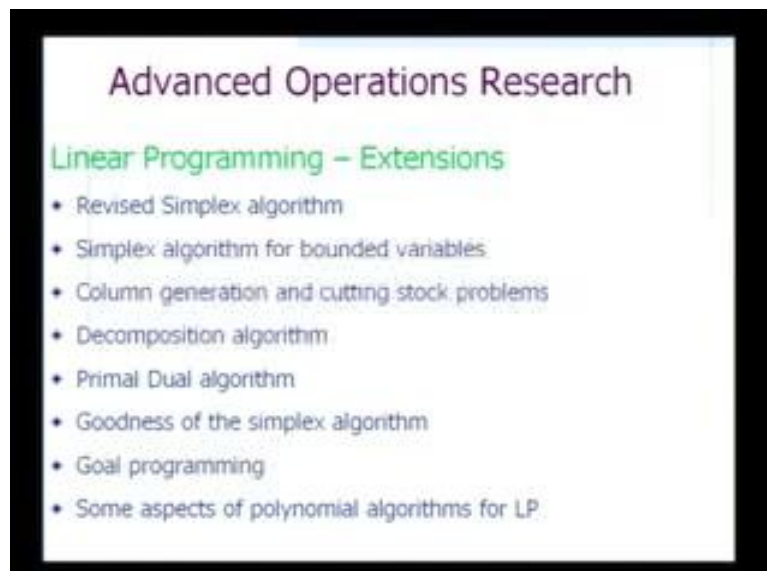 Advanced Operations Research
Linear Programming – Extensions
• Revised Simplex algorithm
• Simplex algorithm for bounded variables
• Column generation and cutting stock problems
• Decomposition algorithm
• Primal Dual algorithm
• Goodness of the simplex algorithm
• Goal programming
• Some aspects of polynomial algorithms for LP